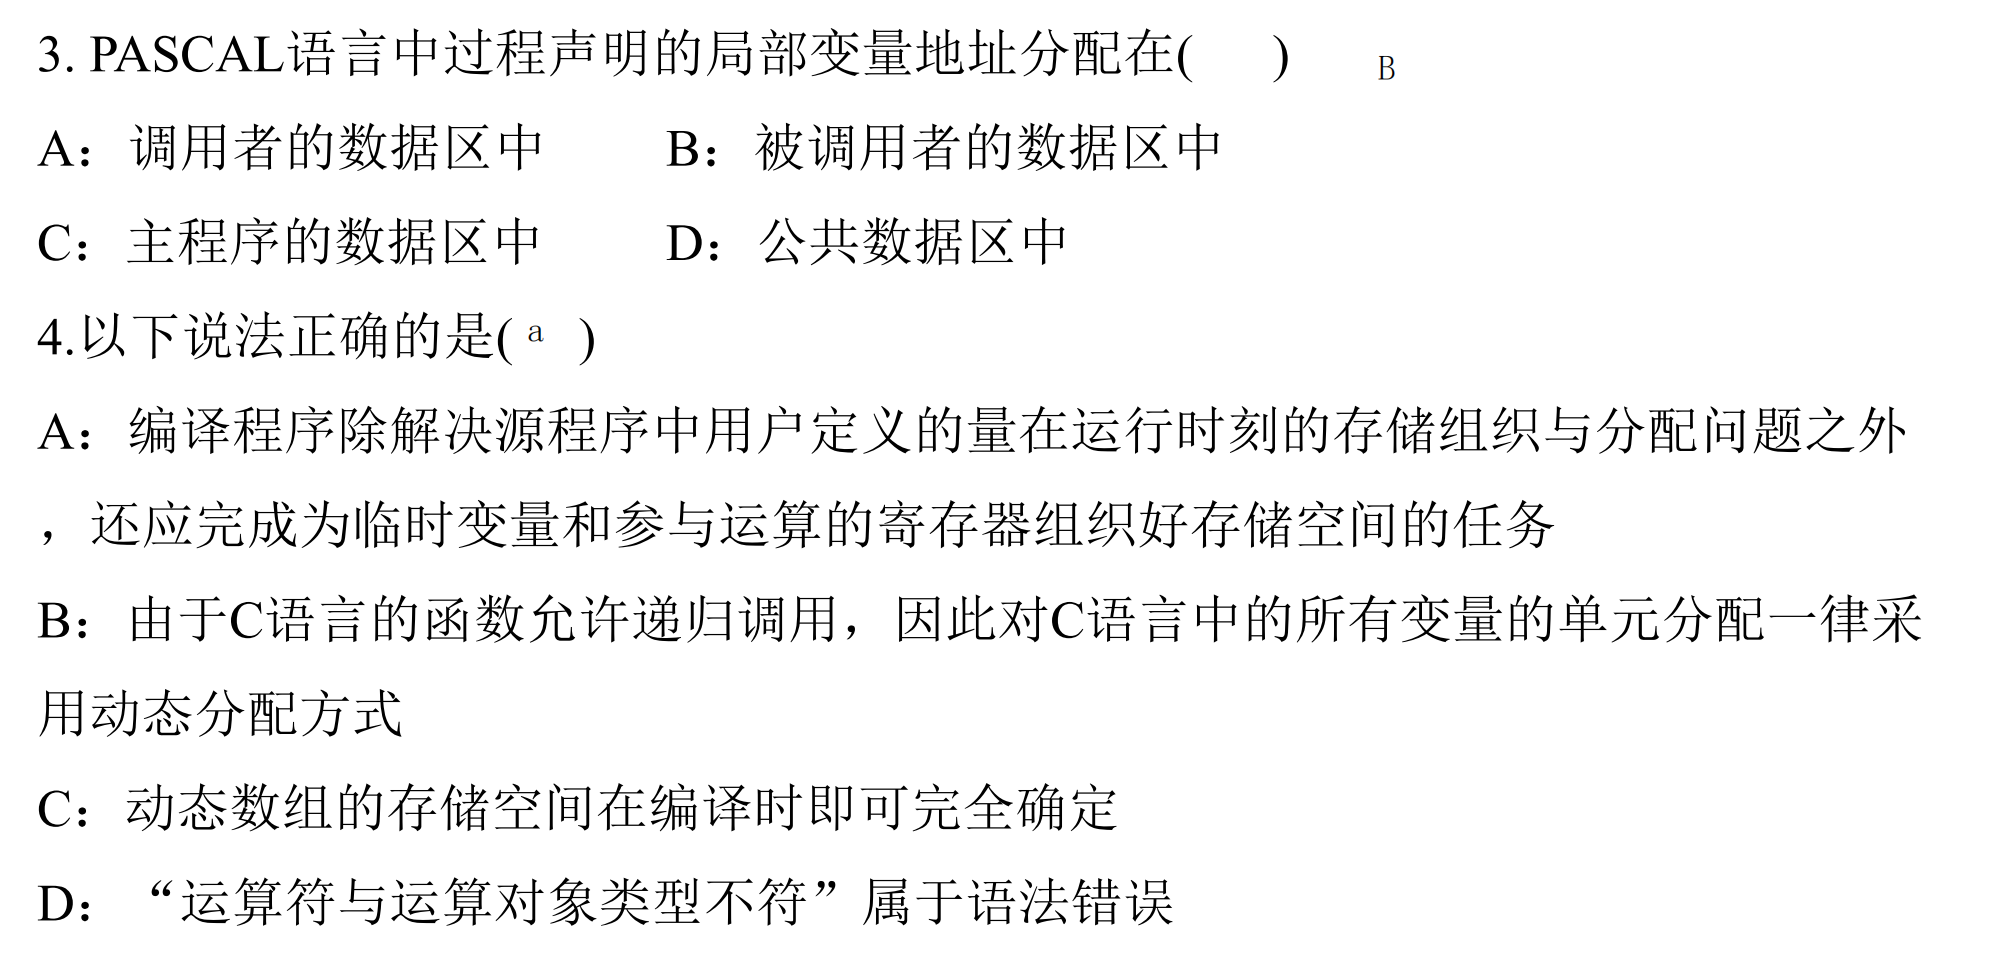 3. PASCAL语言中过程声明的局部变量地址分配在(      )      B
A：调用者的数据区中      B：被调用者的数据区中
C：主程序的数据区中      D：公共数据区中
4.以下说法正确的是( a  )
A：编译程序除解决源程序中用户定义的量在运行时刻的存储组织与分配问题之外
，还应完成为临时变量和参与运算的寄存器组织好存储空间的任务
B：由于C语言的函数允许递归调用，因此对C语言中的所有变量的单元分配一律采
用动态分配方式
C：动态数组的存储空间在编译时即可完全确定
D：“运算符与运算对象类型不符”属于语法错误